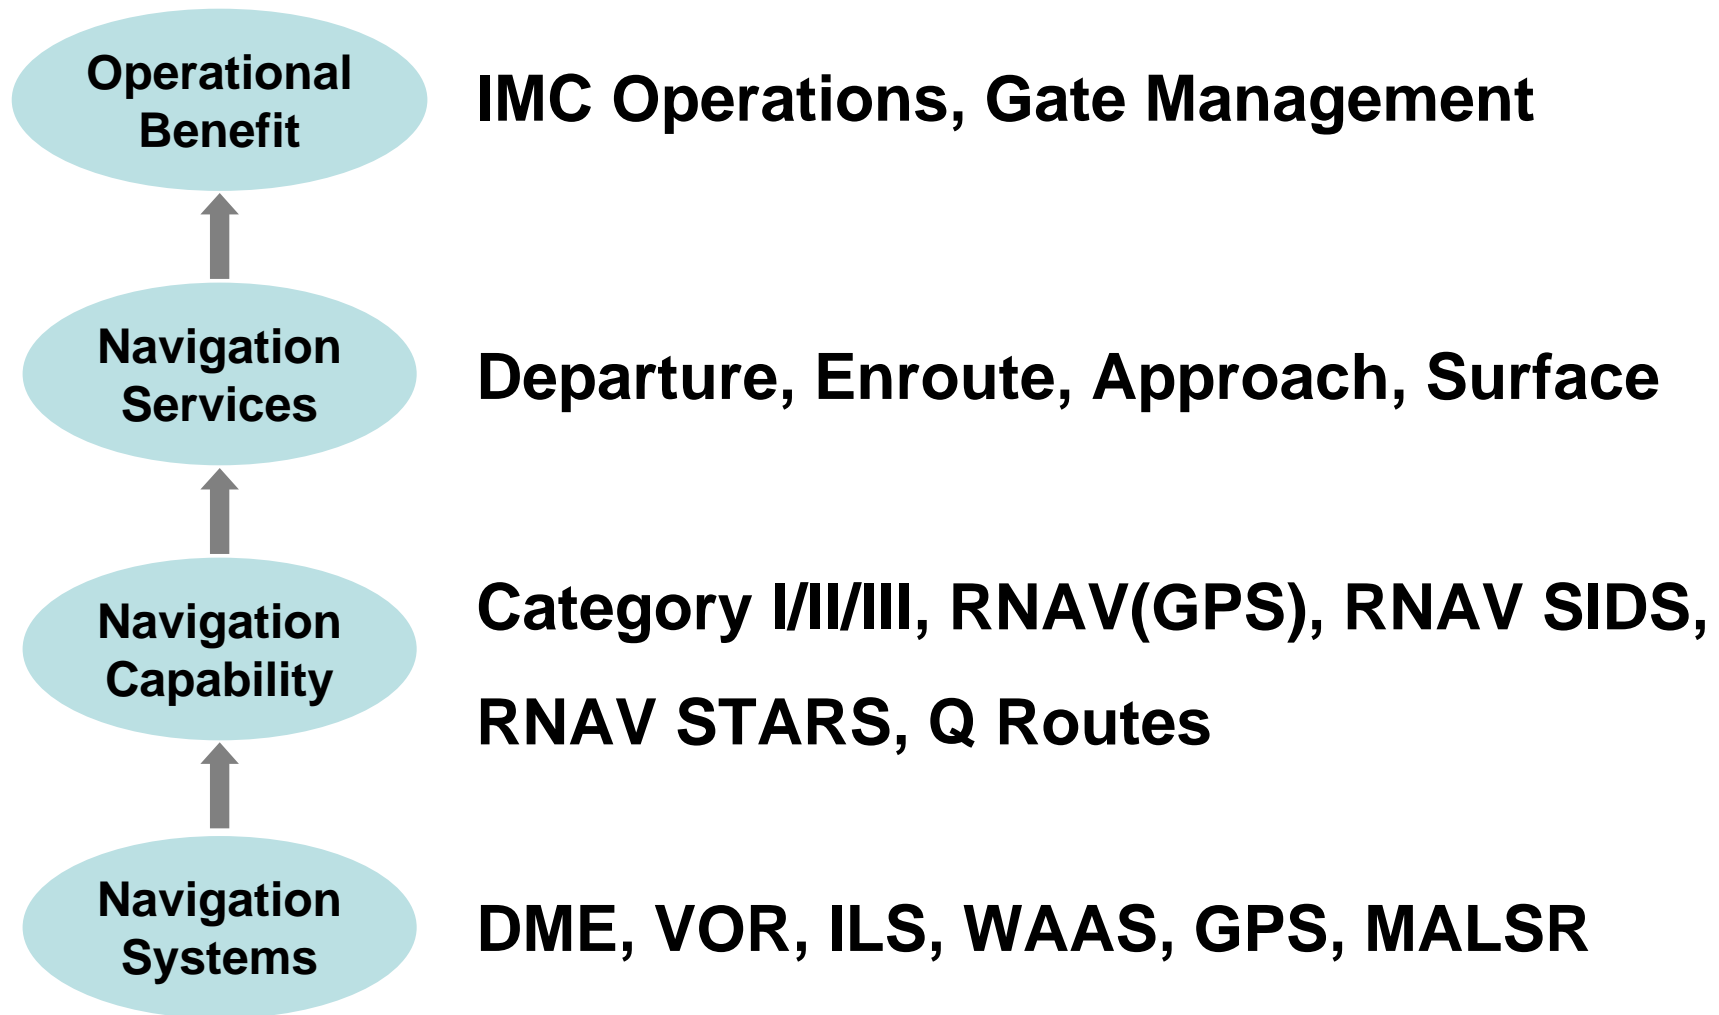 Operational
Benefit
IMC Operations, Gate Management
Navigation
Services
Departure, Enroute, Approach, Surface
Navigation
Capability
Category I/II/III, RNAV(GPS), RNAV SIDS,
RNAV STARS, Q Routes
Navigation
Systems
DME, VOR, ILS, WAAS, GPS, MALSR